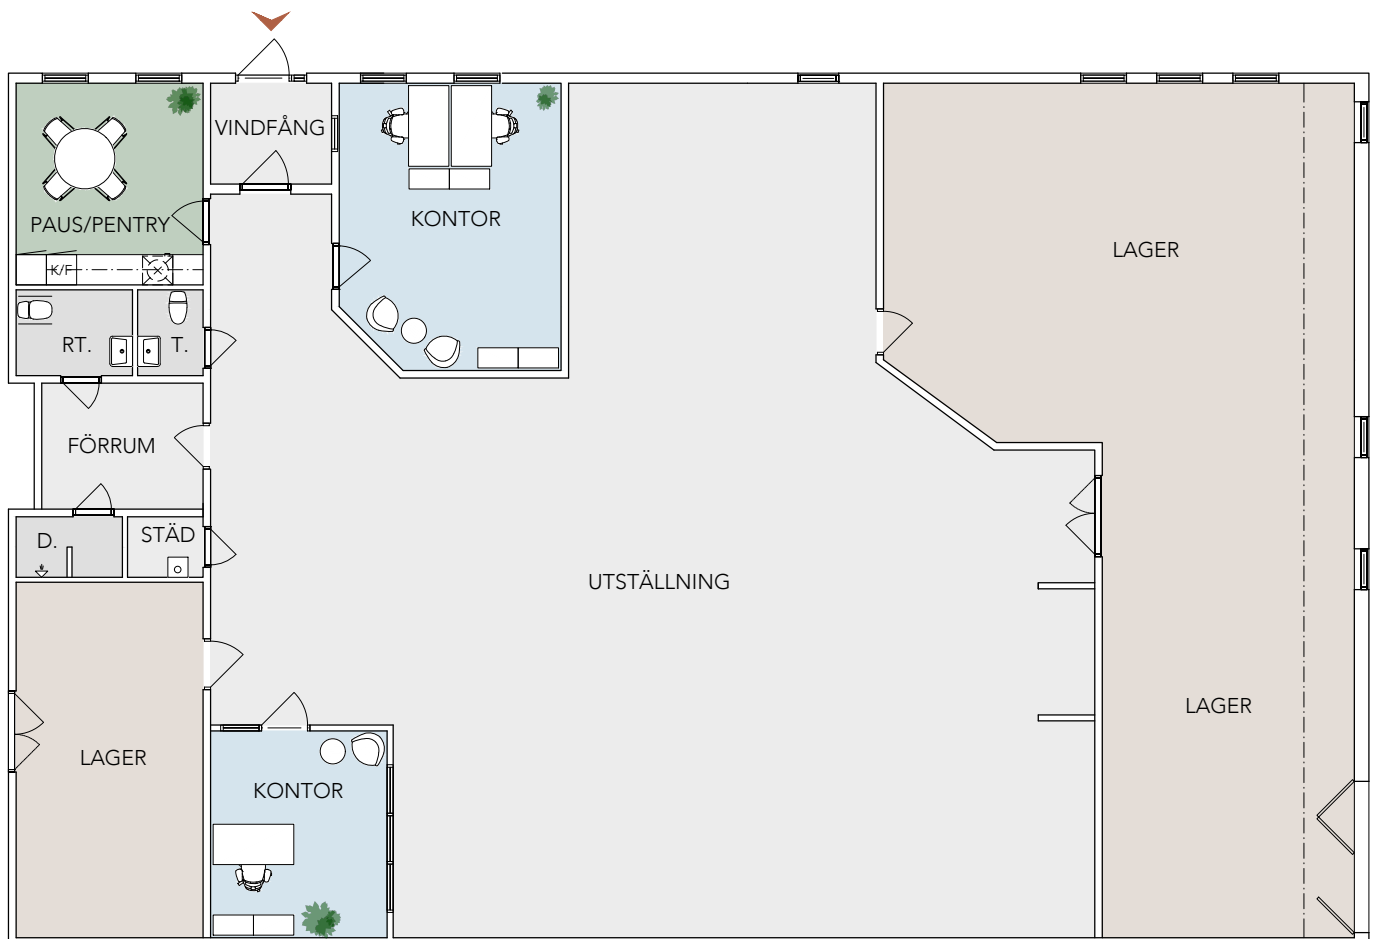 VINDFÅNG
PAUS/PENTRY
KONTOR
LAGER
K/F
RT.
T.
FÖRRUM
D.
STÄD
UTSTÄLLNING
LAGER
LAGER
KONTOR